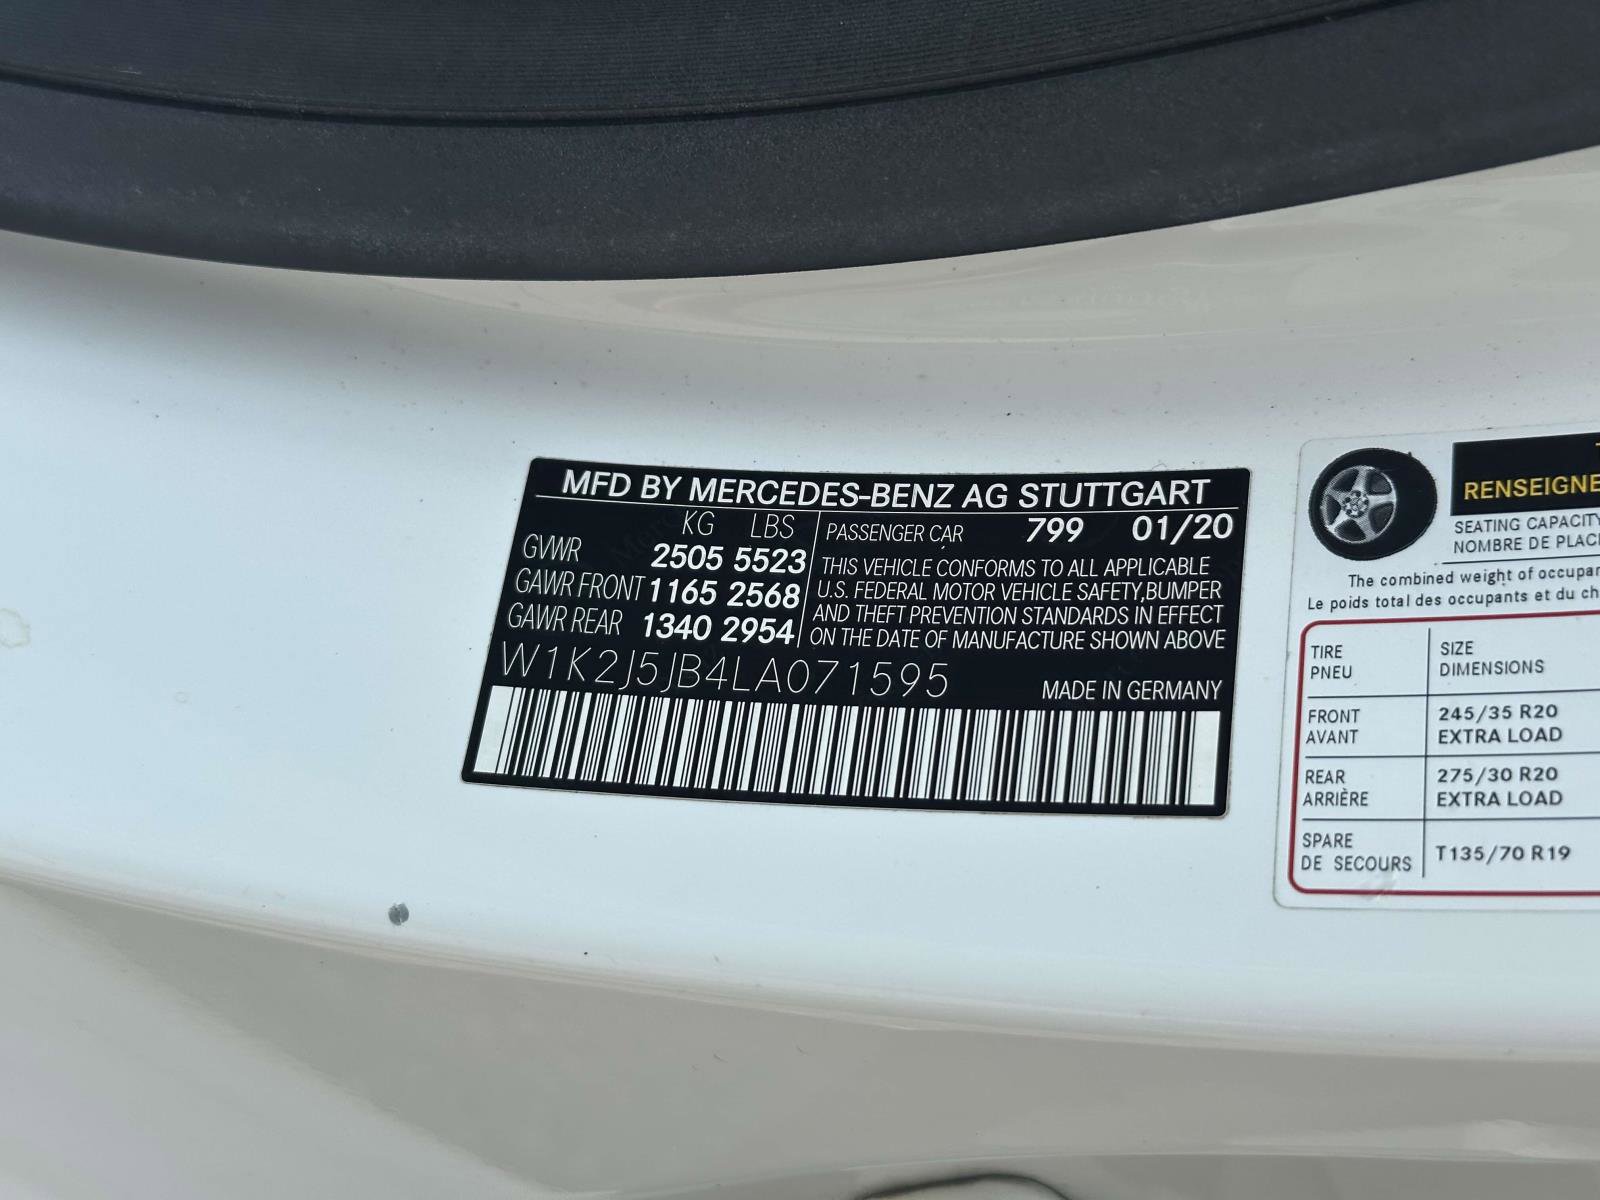 MFD BY MERCEDES-BENZ AG STUTTGART
KG LBS
GVWR 2505 5523
GAWR FRONT 1165 2568
GAWR REAR 1340 2954
PASSENGER CAR 799 01/20
THIS VEHICLE CONFORMS TO ALL APPLICABLE
U.S. FEDERAL MOTOR VEHICLE SAFETY,BUMPER
AND THEFT PREVENTION STANDARDS IN EFFECT
ON THE DATE OF MANUFACTURE SHOWN ABOVE
W1K2J5JB4LA071595
MADE IN GERMANY
RENSEIGNE
SEATING CAPACITY
NOMBRE DE PLAC
The combined weight of occupan
Le poids total des occupants et du ch
TIRE SIZE
PNEU DIMENSIONS
FRONT 245/35 R20
AVANT EXTRA LOAD
REAR 275/30 R20
ARRIÈRE EXTRA LOAD
SPARE T135/70 R19
DE SECOURS